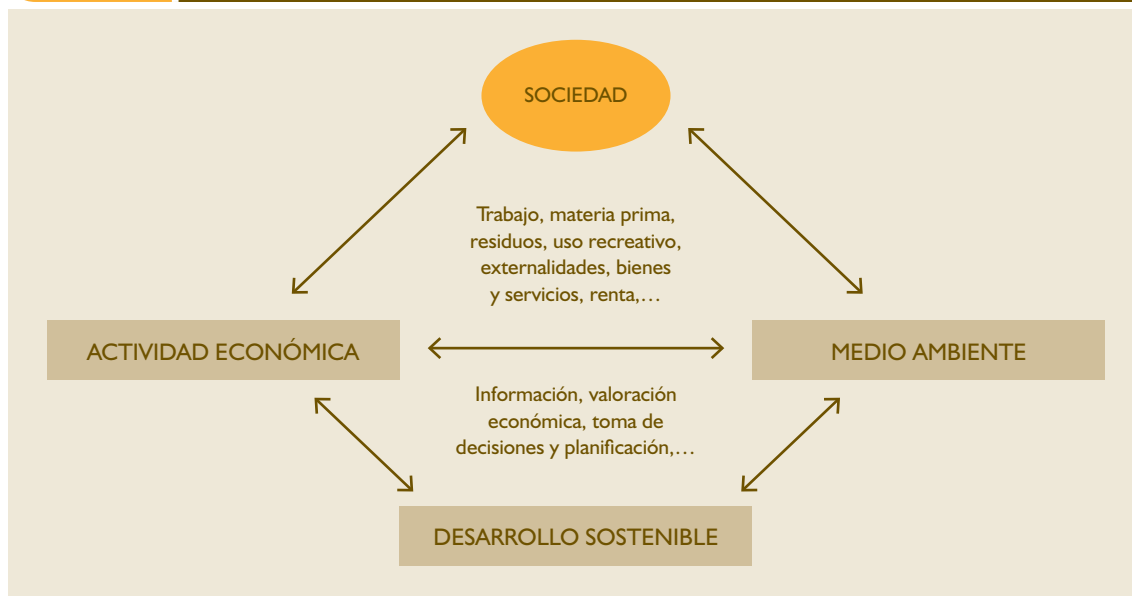 SOCIEDAD
Trabajo, materia prima,
residuos, uso recreativo,
externalidades, bienes
y servicios, renta,…
ACTIVIDAD ECONÓMICA
MEDIO AMBIENTE
Información, valoración
económica, toma de
decisiones y planificación,…
DESARROLLO SOSTENIBLE